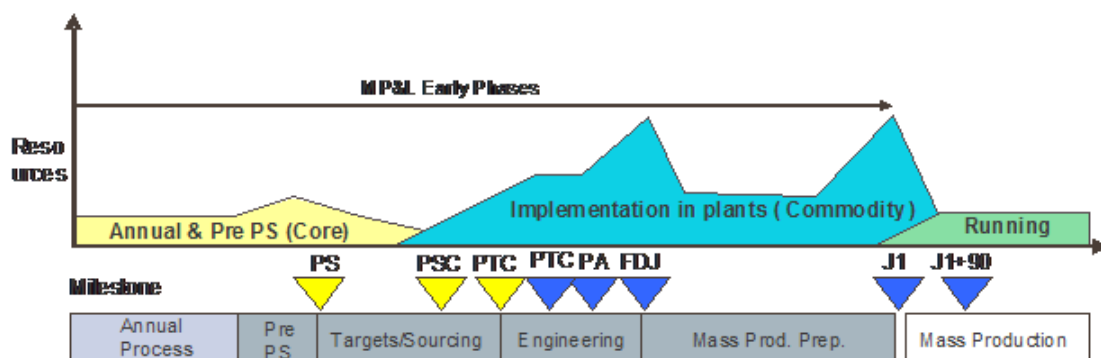 MP&L Early Phases
Reso
urces
Implementation in plants ( Commodity)
Annual & Pre PS (Core)
Running
PS PSC PTC PTC PA FDJ J1 J1+90
Milestone
Annual
Process
Pre
PS
Targets/Sourcing
Engineering
Mass Prod. Prep.
Mass Production